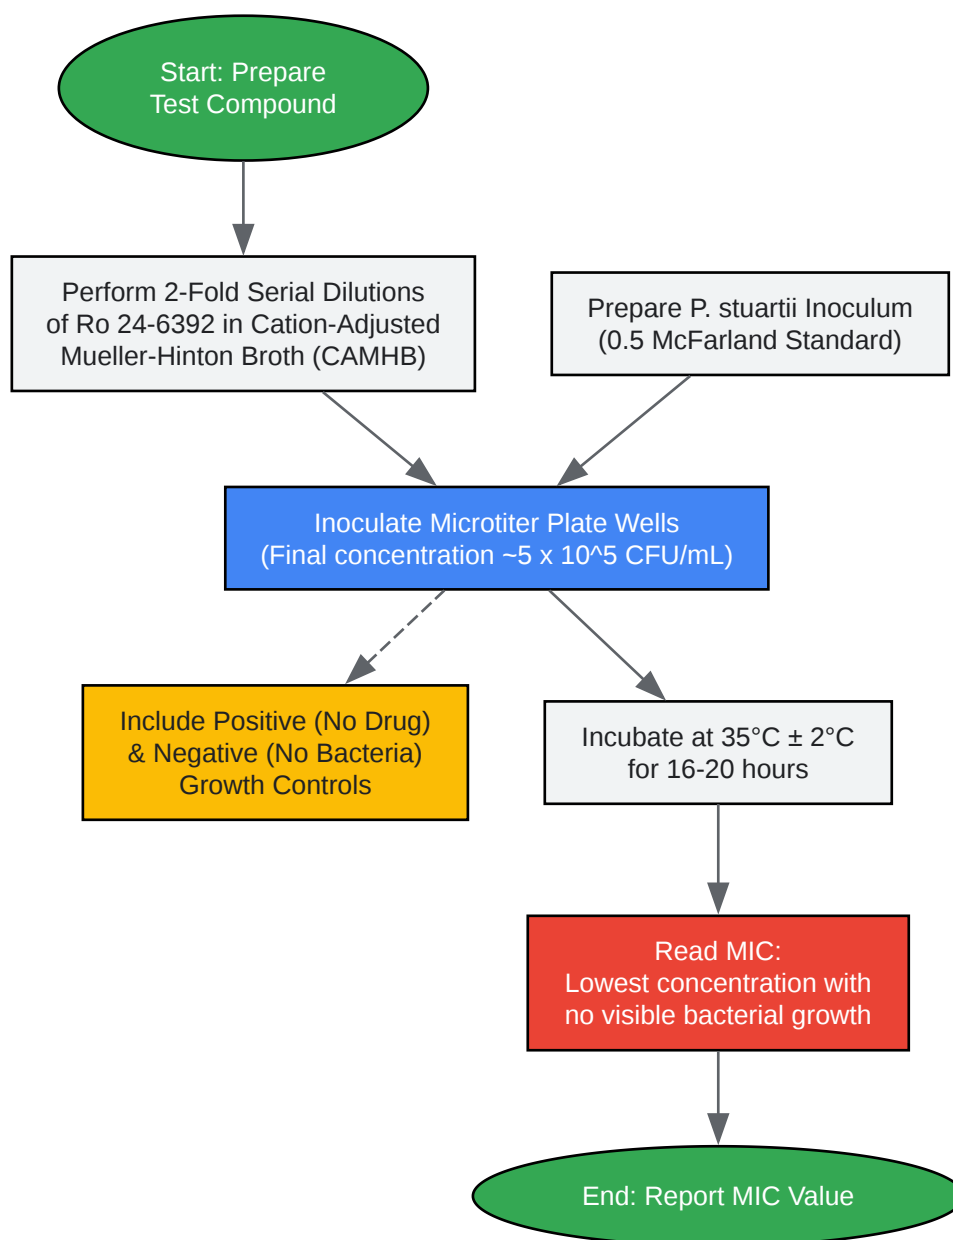 Start: Prepare
Test Compound
Perform 2-Fold Serial Dilutions
of Ro 24-6392 in Cation-Adjusted
Mueller-Hinton Broth (CAMHB)
Prepare P. stuartii Inoculum
(0.5 McFarland Standard)
Inoculate Microtiter Plate Wells
(Final concentration ~5 x 10^5 CFU/mL)
Include Positive (No Drug)
& Negative (No Bacteria)
Growth Controls
Incubate at 35°C ± 2°C
for 16-20 hours
Read MIC:
Lowest concentration with
no visible bacterial growth
End: Report MIC Value